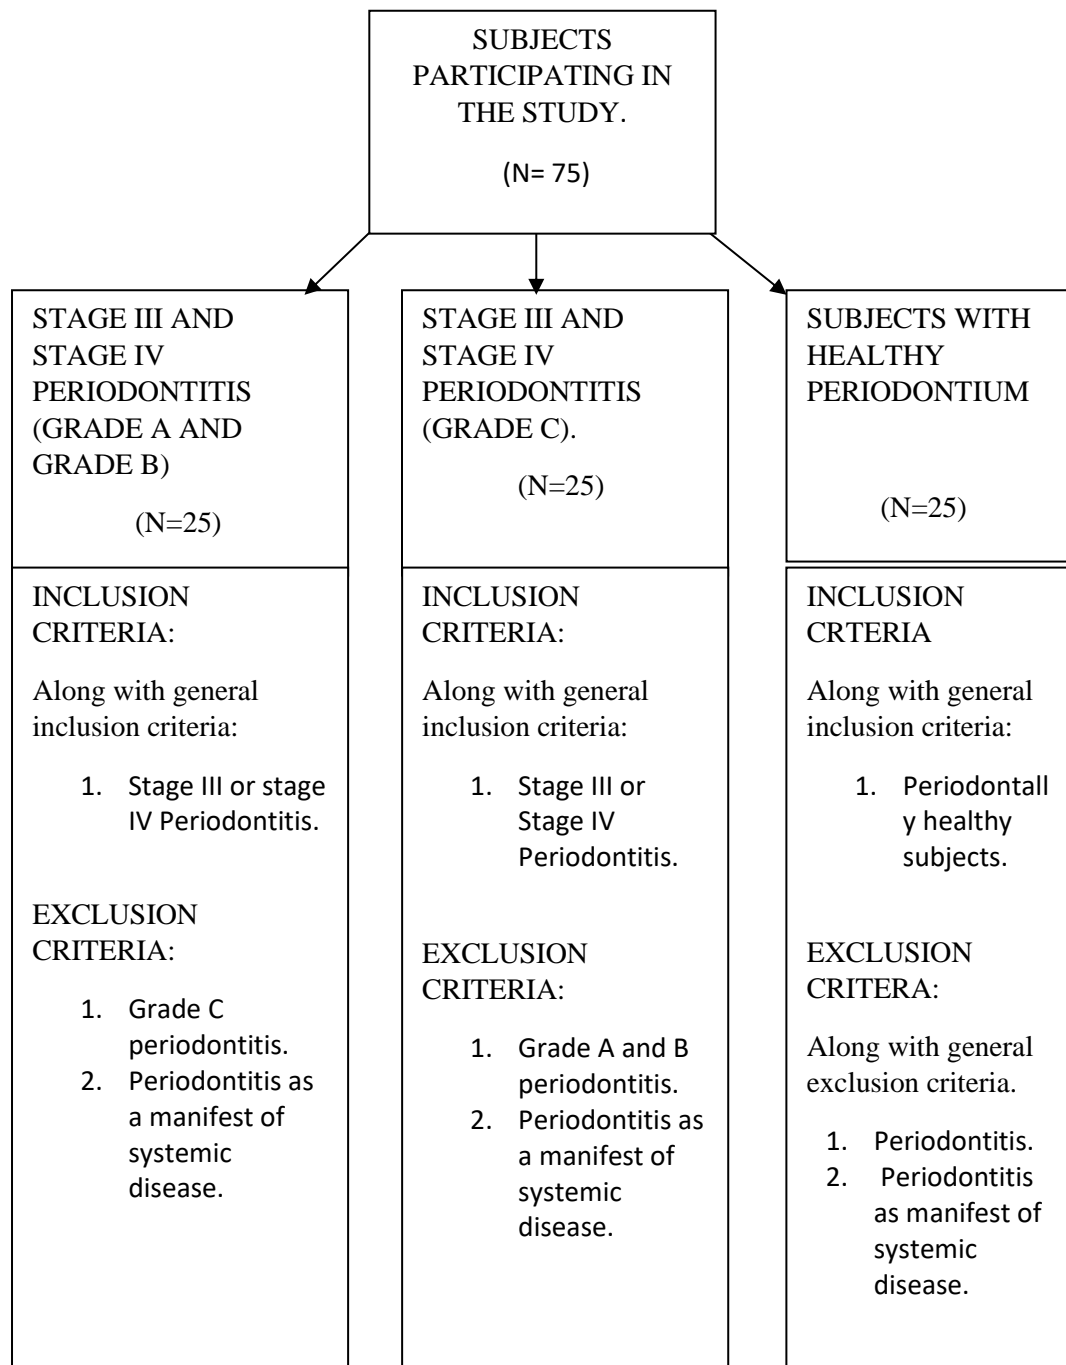 SUBJECTS
PARTICIPATING IN
THE STUDY.
(N= 75)
STAGE III AND
STAGE IV
PERIODONTITIS
(GRADE A AND
GRADE B)
(N=25)
INCLUSION
CRITERIA:
Along with general
inclusion criteria:
1. Stage III or stage
IV Periodontitis.
EXCLUSION
CRITERIA:
1. Grade C
periodontitis.
2. Periodontitis as
a manifest of
systemic
disease.
STAGE III AND
STAGE IV
PERIODONTITIS
(GRADE C).
(N=25)
INCLUSION
CRITERIA:
Along with general
inclusion criteria:
1. Stage III or
Stage IV
Periodontitis.
EXCLUSION
CRITERIA:
1. Grade A and B
periodontitis.
2. Periodontitis as
a manifest of
systemic
disease.
SUBJECTS WITH
HEALTHY
PERIODONTIUM
(N=25)
INCLUSION
CRTERIA
Along with general
inclusion criteria:
1. Periodontall
y healthy
subjects.
EXCLUSION
CRITERA:
Along with general
exclusion criteria.
1. Periodontitis.
2. Periodontitis
as manifest of
systemic
disease.